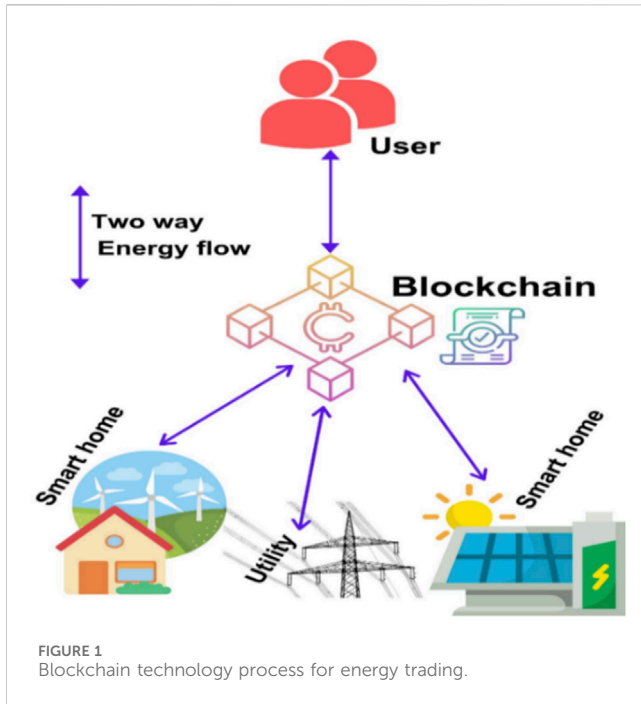 User
Two way
Energy flow
Blockchain
Smart home
Smart home
Utility
FIGURE 1
Blockchain technology process for energy trading.